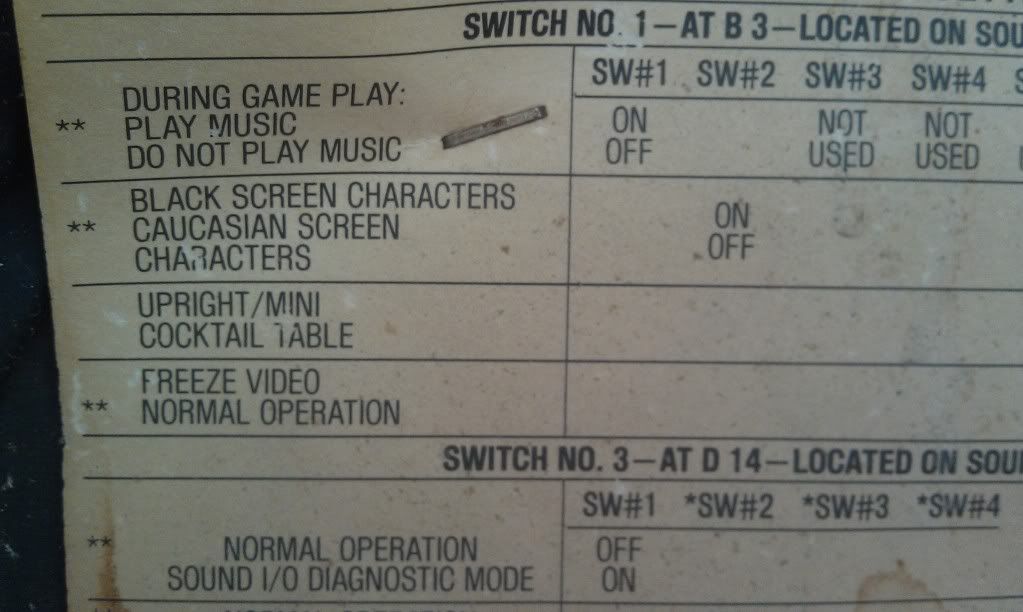 SWITCH NO. 1—AT B 3—LOCATED ON SOU
SW#1 SW#2 SW#3 SW#4
DURING GAME PLAY:
** PLAY MUSIC ON NOT NOT
DO NOT PLAY MUSIC OFF USED USED
BLACK SCREEN CHARACTERS ON
** CAUCASIAN SCREEN OFF
CHARACTERS
UPRIGHT/MINI
COCKTAIL TABLE
FREEZE VIDEO
** NORMAL OPERATION
SWITCH NO. 3—AT D 14—LOCATED ON SOU
SW#1 *SW#2 *SW#3 *SW#4
** NORMAL OPERATION OFF
SOUND I/O DIAGNOSTIC MODE ON